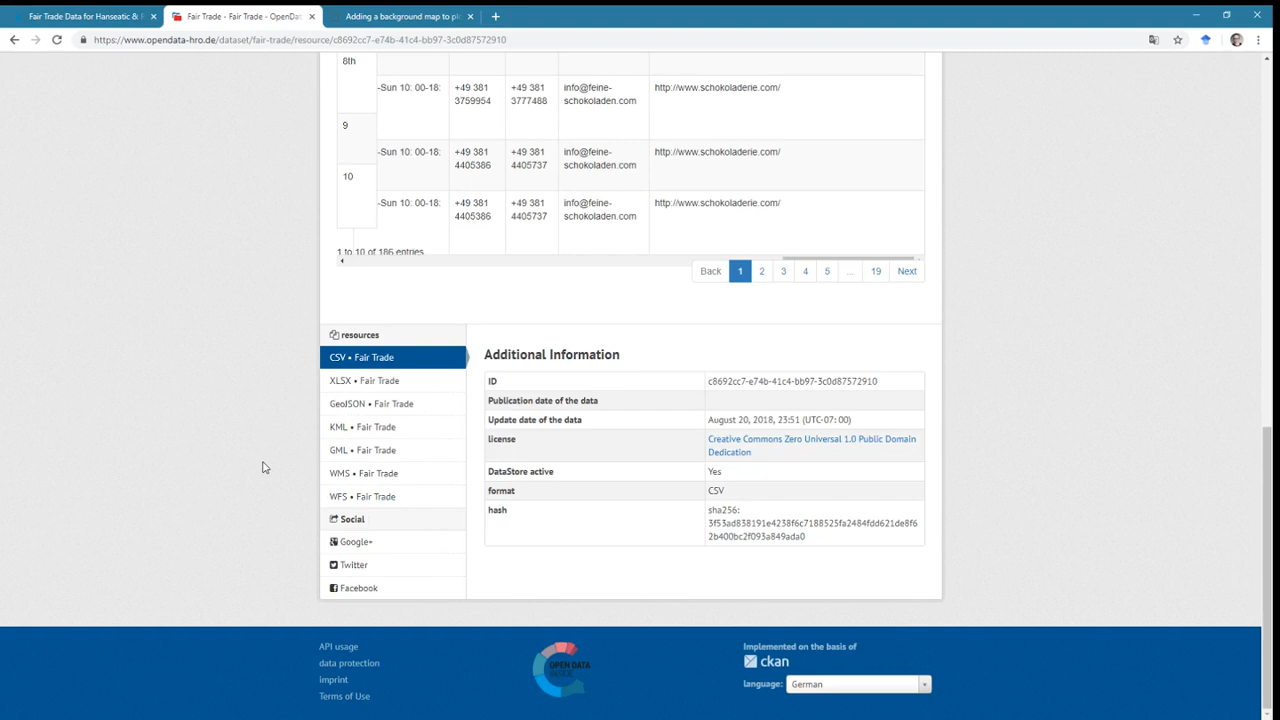 Fair Trade Data for Hanseatic & 
Fair Trade - Fair Trade - OpenDa
Adding a background map to pl
https://www.opendata-hro.de/dataset/fair-trade/resource/c8692cc7-e74b-41c4-bb97-3c0d87572910
8th
-Sun 10: 00-18: +49 381 +49 381 info@feine- http://www.schokoladerie.com/
3759954 3777488 schokoladen.com
9
-Sun 10: 00-18: +49 381 +49 381 info@feine- http://www.schokoladerie.com/
4405386 4405737 schokoladen.com
10
-Sun 10: 00-18: +49 381 +49 381 info@feine- http://www.schokoladerie.com/
4405386 4405737 schokoladen.com
1 to 10 of 186 entries
Back 1 2 3 4 5 ... 19 Next
resources
CSV • Fair Trade
XLSX • Fair Trade
GeoJSON • Fair Trade
KML • Fair Trade
GML • Fair Trade
WMS • Fair Trade
WFS • Fair Trade
Social
Google+
Twitter
Facebook
Additional Information
ID c8692cc7-e74b-41c4-bb97-3c0d87572910
Publication date of the data
Update date of the data August 20, 2018, 23:51 (UTC-07: 00)
license Creative Commons Zero Universal 1.0 Public Domain
Dedication
DataStore active Yes
format CSV
hash sha256:
3f53ad838191e4238f6c7188525fa2484fdd621de8f6
2b400bc2f093a849ada0
API usage
data protection
imprint
Terms of Use
OPEN DATA
INSIDE
Implemented on the basis of
ckan
language: German